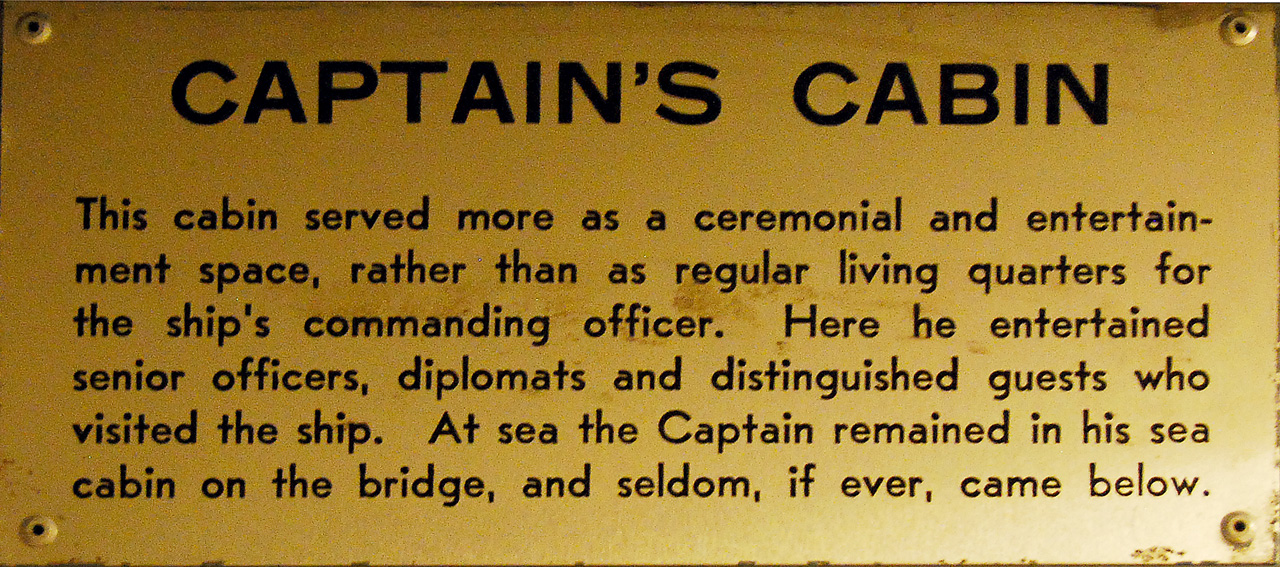 CAPTAIN’S CABIN
This cabin served more as a ceremonial and entertain-
ment space, rather than as regular living quarters for
the ship's commanding officer. Here he entertained
senior officers, diplomats and distinguished guests who
visited the ship. At sea the Captain remained in his sea
cabin on the bridge, and seldom, if ever, came below.